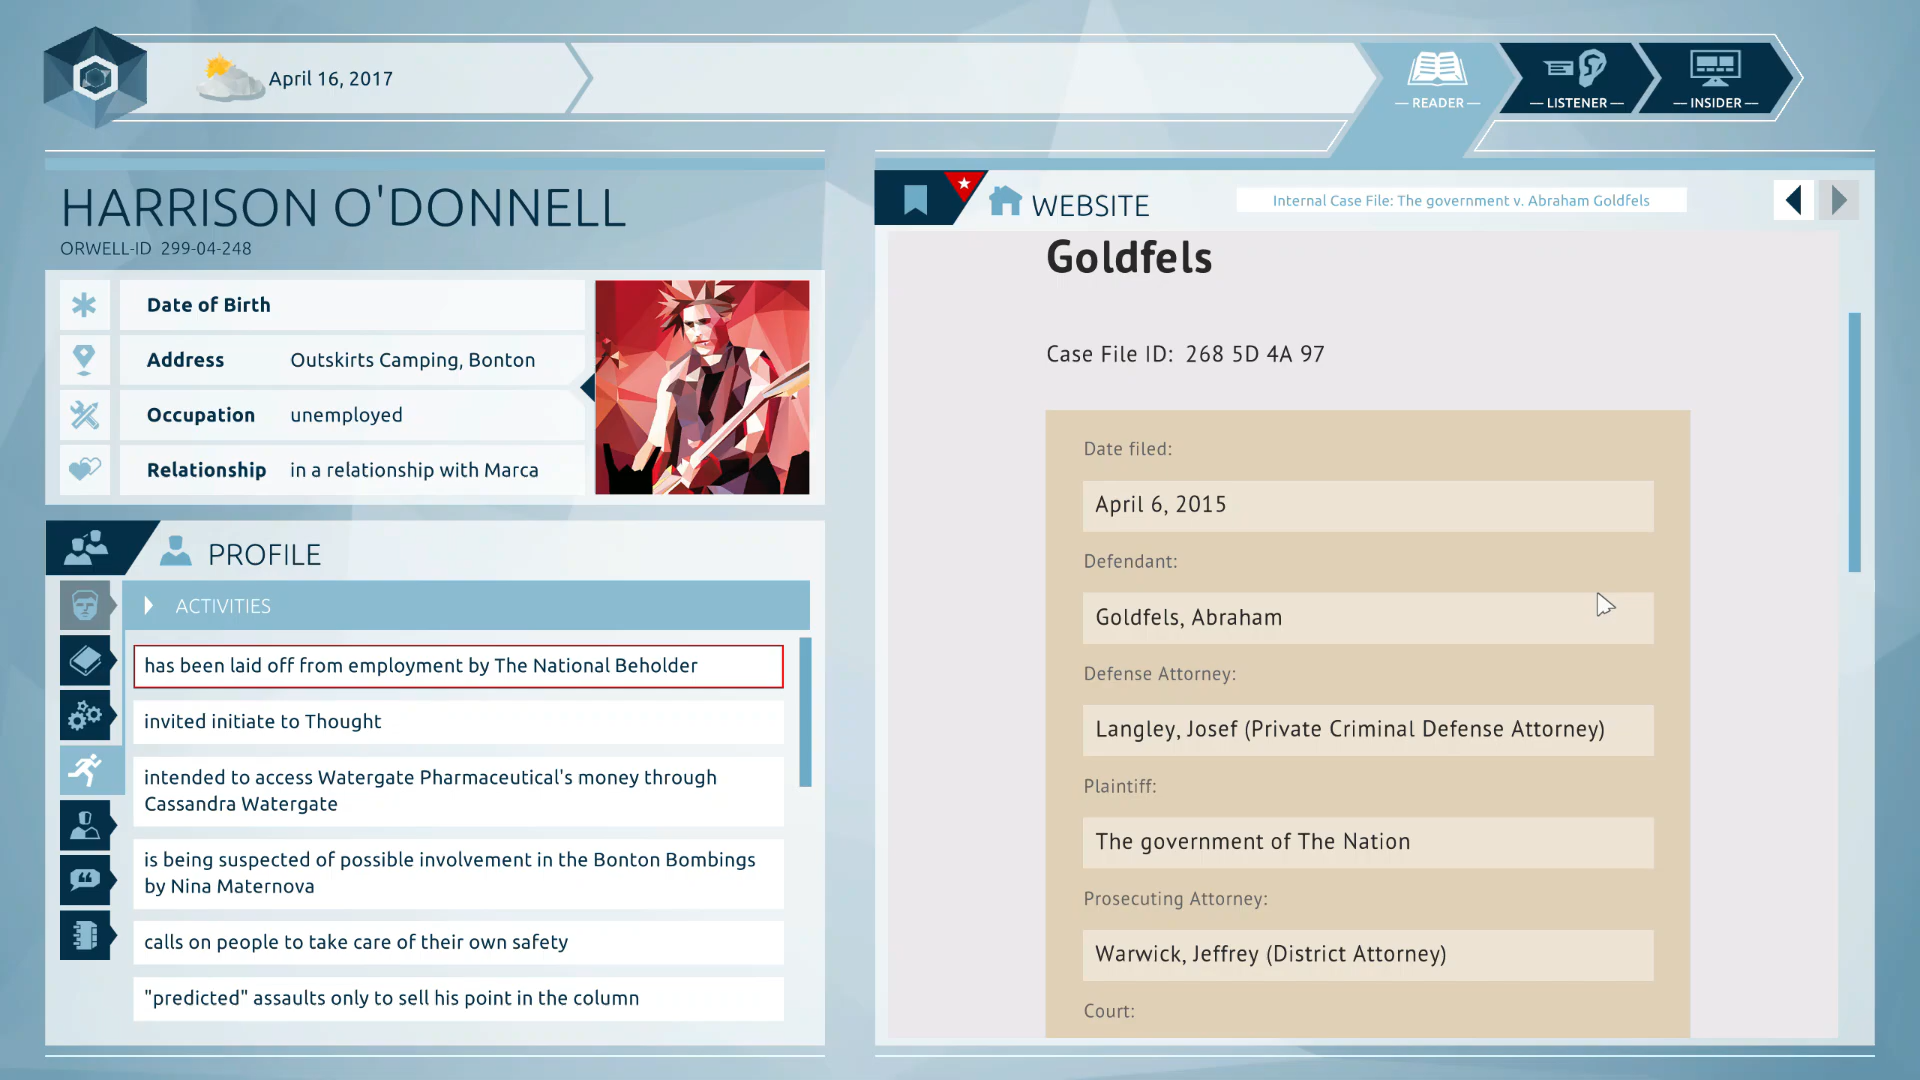 April 16, 2017
READER
LISTENER
INSIDER
HARRISON O'DONNELL
ORWELL-ID 299-04-248
Date of Birth
Address Outskirts Camping, Bonton
Occupation unemployed
Relationship in a relationship with Marca
PROFILE
ACTIVITIES
has been laid off from employment by The National Beholder
invited initiate to Thought
intended to access Watergate Pharmaceutical's money through
Cassandra Watergate
is being suspected of possible involvement in the Bonton Bombings
by Nina Maternova
calls on people to take care of their own safety
"predicted" assaults only to sell his point in the column
WEBSITE
Internal Case File: The government v. Abraham Goldfels
Goldfels
Case File ID: 268 5D 4A 97
Date filed:
April 6, 2015
Defendant:
Goldfels, Abraham
Defense Attorney:
Langley, Josef (Private Criminal Defense Attorney)
Plaintiff:
The government of The Nation
Prosecuting Attorney:
Warwick, Jeffrey (District Attorney)
Court: